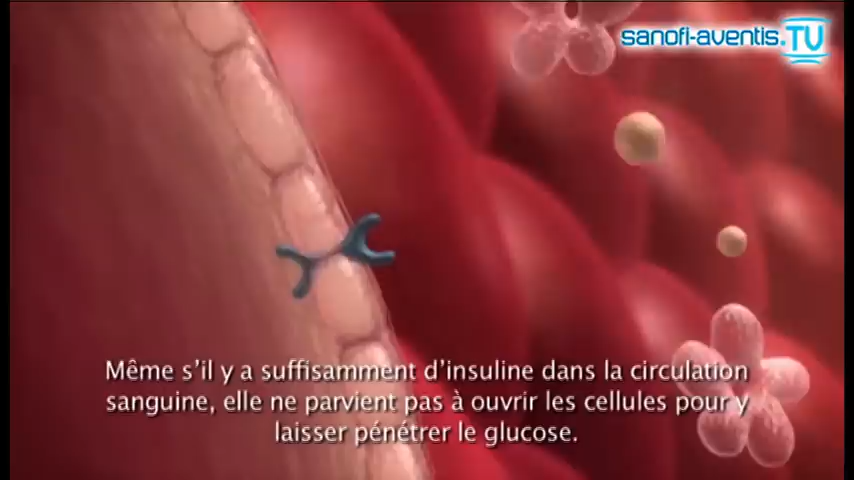 sanofi-aventis.TV
Même s'il y a suffisamment d'insuline dans la circulation
sanguine, elle ne parvient pas à ouvrir les cellules pour y
laisser pénétrer le glucose.